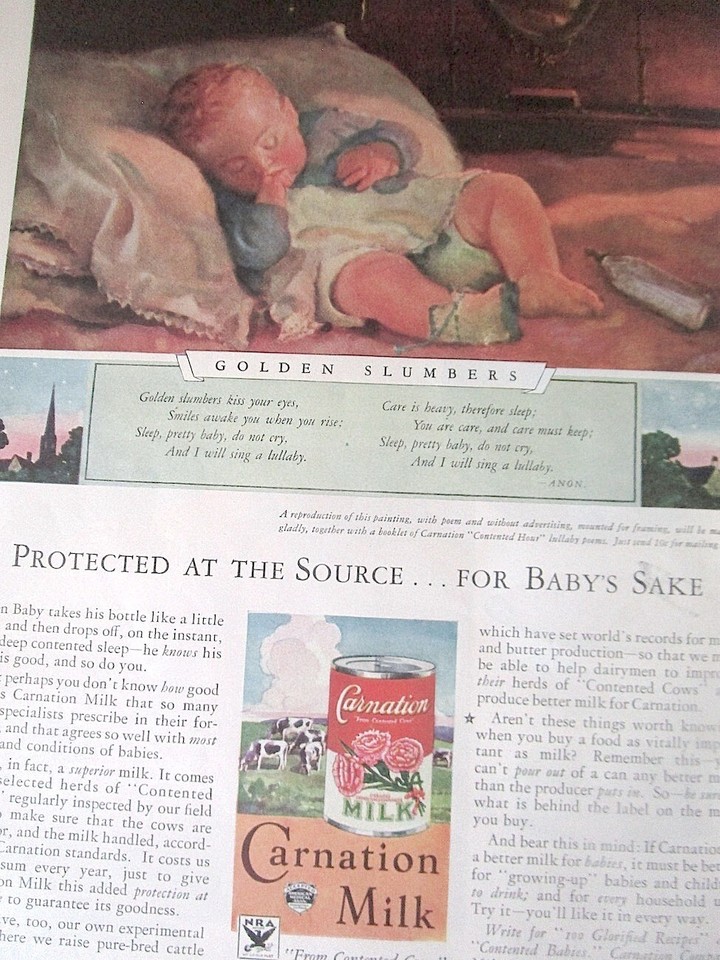 GOLDEN SLUMBERS
Golden slumbers kiss your eyes,
Smiles awake you when you rise:
Sleep, pretty baby, do not cry,
And I will sing a lullaby.
Care is heavy, therefore sleep;
You are care, and care must keep;
Sleep, pretty baby, do not cry,
And I will sing a lullaby.
—ANON.
A reproduction of this painting, with poem and without advertising, mounted for framing, will be
gladly, together with a booklet of Carnation "Contented Hour" lullaby poems. Just send 10c for mailing
PROTECTED AT THE SOURCE . . . FOR BABY'S SAKE
n Baby takes his bottle like a little
and then drops off, on the instant,
deep contented sleep—he knows his
is good, and so do you.
perhaps you don't know how good
s Carnation Milk that so many
specialists prescribe in their for-
, and that agrees so well with most
and conditions of babies.
, in fact, a superior milk. It comes
selected herds of "Contented
" regularly inspected by our field
o make sure that the cows are
or, and the milk handled, accord-
Carnation standards. It costs us
sum every year, just to give
on Milk this added protection at
to guarantee its goodness.
ve, too, our own experimental
here we raise pure-bred cattle
Carnation
"From Contented Cows"
MILK
Carnation
Milk
NRA
"From Contented
which have set world's records for m
and butter production—so that we m
be able to help dairymen to impro
their herds of "Contented Cows"
produce better milk for Carnation.
★ Aren't these things worth know
when you buy a food as vitally imp
tant as milk? Remember this
can't pour out of a can any better m
than the producer puts in. So—be sure
what is behind the label on the m
you buy.
And bear this in mind: If Carnatio
a better milk for babies, it must be bet
for "growing-up" babies and child
to drink; and for every household u
Try it—you'll like it in every way.
Write for "100 Glorified Recipes"
"Contented Babies." Carnation Compa